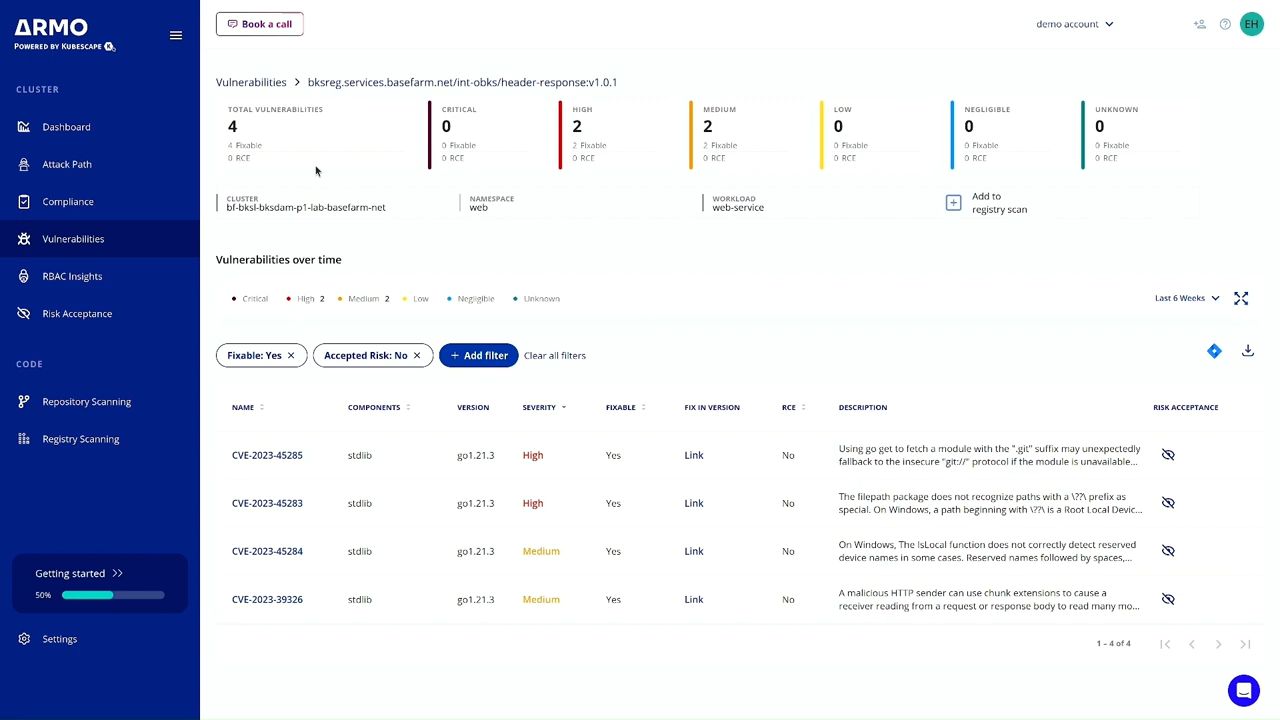 ARMO
POWERED BY KUBESCAPE
Book a call
demo account
EH
CLUSTER
Dashboard
Attack Path
Compliance
Vulnerabilities
RBAC Insights
Risk Acceptance
CODE
Repository Scanning
Registry Scanning
Getting started
50%
Settings
Vulnerabilities > bksreg.services.basefarm.net/int-obks/header-response:v1.0.1
TOTAL VULNERABILITIES
4
4 Fixable
0 RCE
CRITICAL
0
0 Fixable
0 RCE
HIGH
2
2 Fixable
0 RCE
MEDIUM
2
2 Fixable
0 RCE
LOW
0
0 Fixable
0 RCE
NEGLIGIBLE
0
0 Fixable
0 RCE
UNKNOWN
0
0 Fixable
0 RCE
CLUSTER
bf-bksl-bksdam-p1-lab-basefarm-net
NAMESPACE
web
WORKLOAD
web-service
Add to
registry scan
Vulnerabilities over time
Critical High 2 Medium 2 Low Negligible Unknown
Last 6 Weeks
Fixable: Yes Accepted Risk: No + Add filter Clear all filters
NAME COMPONENTS VERSION SEVERITY FIXABLE FIX IN VERSION RCE DESCRIPTION RISK ACCEPTANCE
CVE-2023-45285 stdlib go1.21.3 High Yes Link No Using go get to fetch a module with the ".git" suffix may unexpectedly
fallback to the insecure "git://" protocol if the module is unavailable...
CVE-2023-45283 stdlib go1.21.3 High Yes Link No The filepath package does not recognize paths with a \??\ prefix as
special. On Windows, a path beginning with \??\ is a Root Local Devic...
CVE-2023-45284 stdlib go1.21.3 Medium Yes Link No On Windows, The IsLocal function does not correctly detect reserved
device names in some cases. Reserved names followed by spaces,...
CVE-2023-39326 stdlib go1.21.3 Medium Yes Link No A malicious HTTP sender can use chunk extensions to cause a
receiver reading from a request or response body to read many mo...
1 – 4 of 4